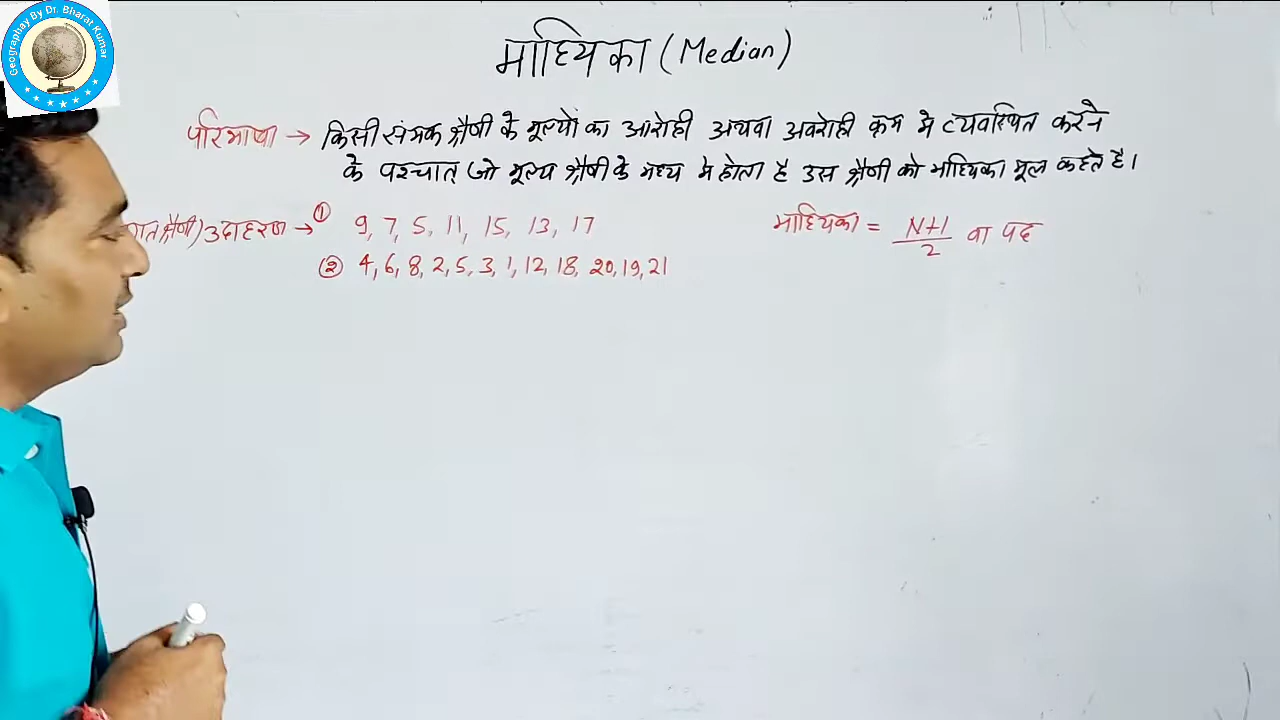 Geography By Dr. Bharat Kumar
माध्यिका (Median)
परिभाषा → किसी संमक श्रैणी के मूल्यों का आरोही अथवा अवरोही क्रम मे व्यवस्थित करने
के पश्चात् जो मूल्य श्रैणी के मध्य मे होता है उस श्रैणी को माध्यिका मूल कहते है।
श्रैणी) उदाहरण → ① 9, 7, 5, 11, 15, 13, 17
माध्यिका = N+1/2 वा पद
② 4, 6, 8, 2, 5, 3, 1, 12, 18, 20, 19, 21